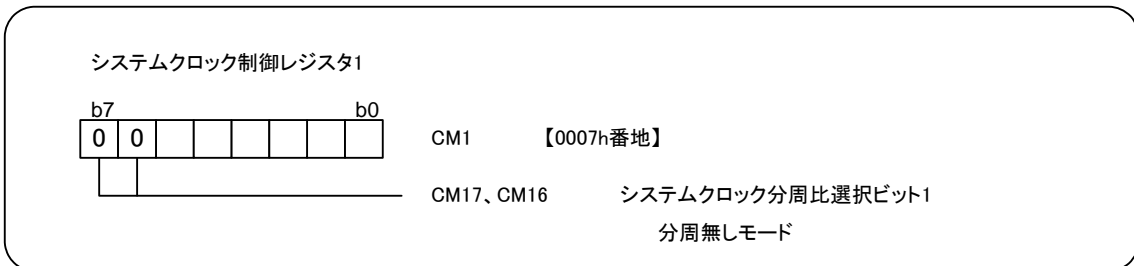 システムクロック制御レジスタ1
b7 b0
0 0 CM1 【0007h番地】
CM17、CM16 システムクロック分周比選択ビット1
分周無しモード